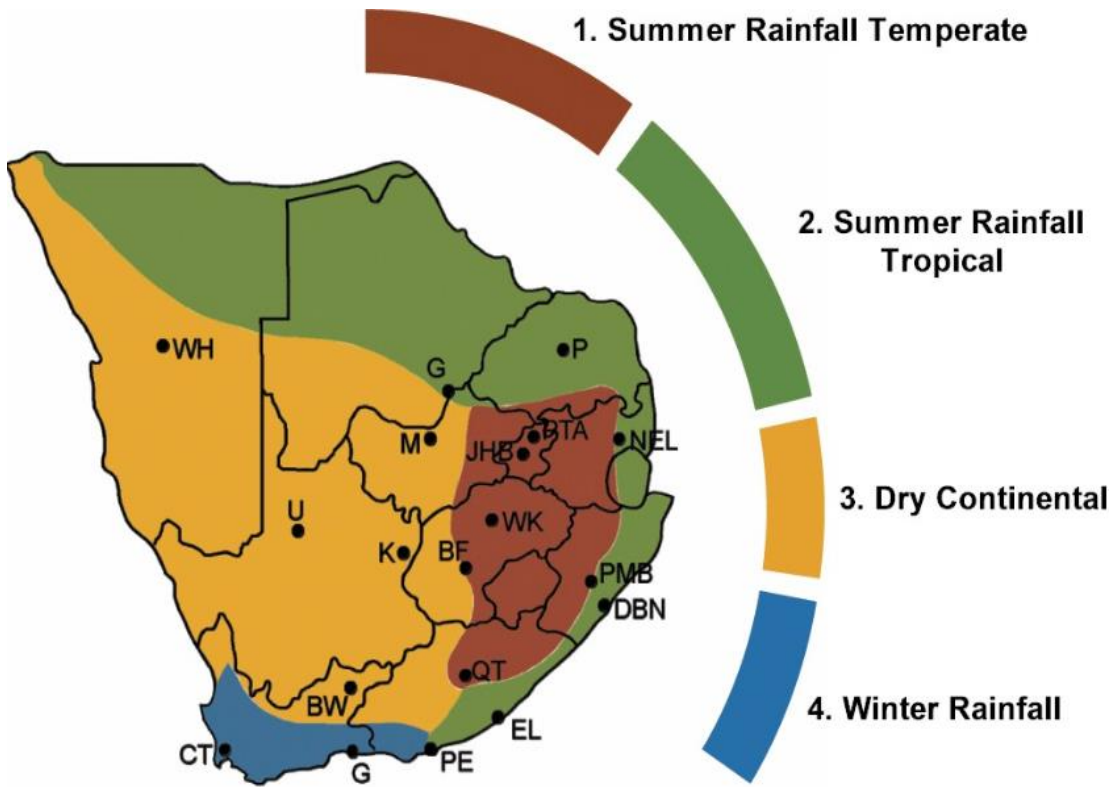 1. Summer Rainfall Temperate
2. Summer Rainfall
Tropical
WH
P
G
M
PTA
JHB
NEL
U
WK
K
BF
PMB
DBN
3. Dry Continental
QT
BW
EL
CT
G
PE
4. Winter Rainfall